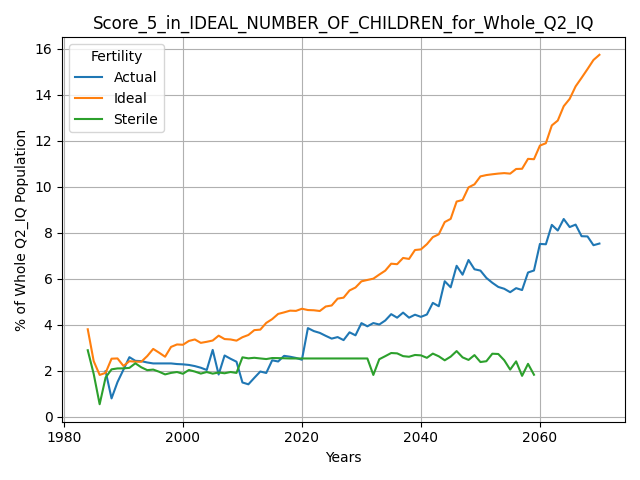 Score_5_in_IDEAL_NUMBER_OF_CHILDREN_for_Whole_Q2_IQ
Fertility
Actual
Ideal
Sterile
% of Whole Q2_IQ Population
16
14
12
10
8
6
4
2
0
1980 2000 2020 2040 2060
Years